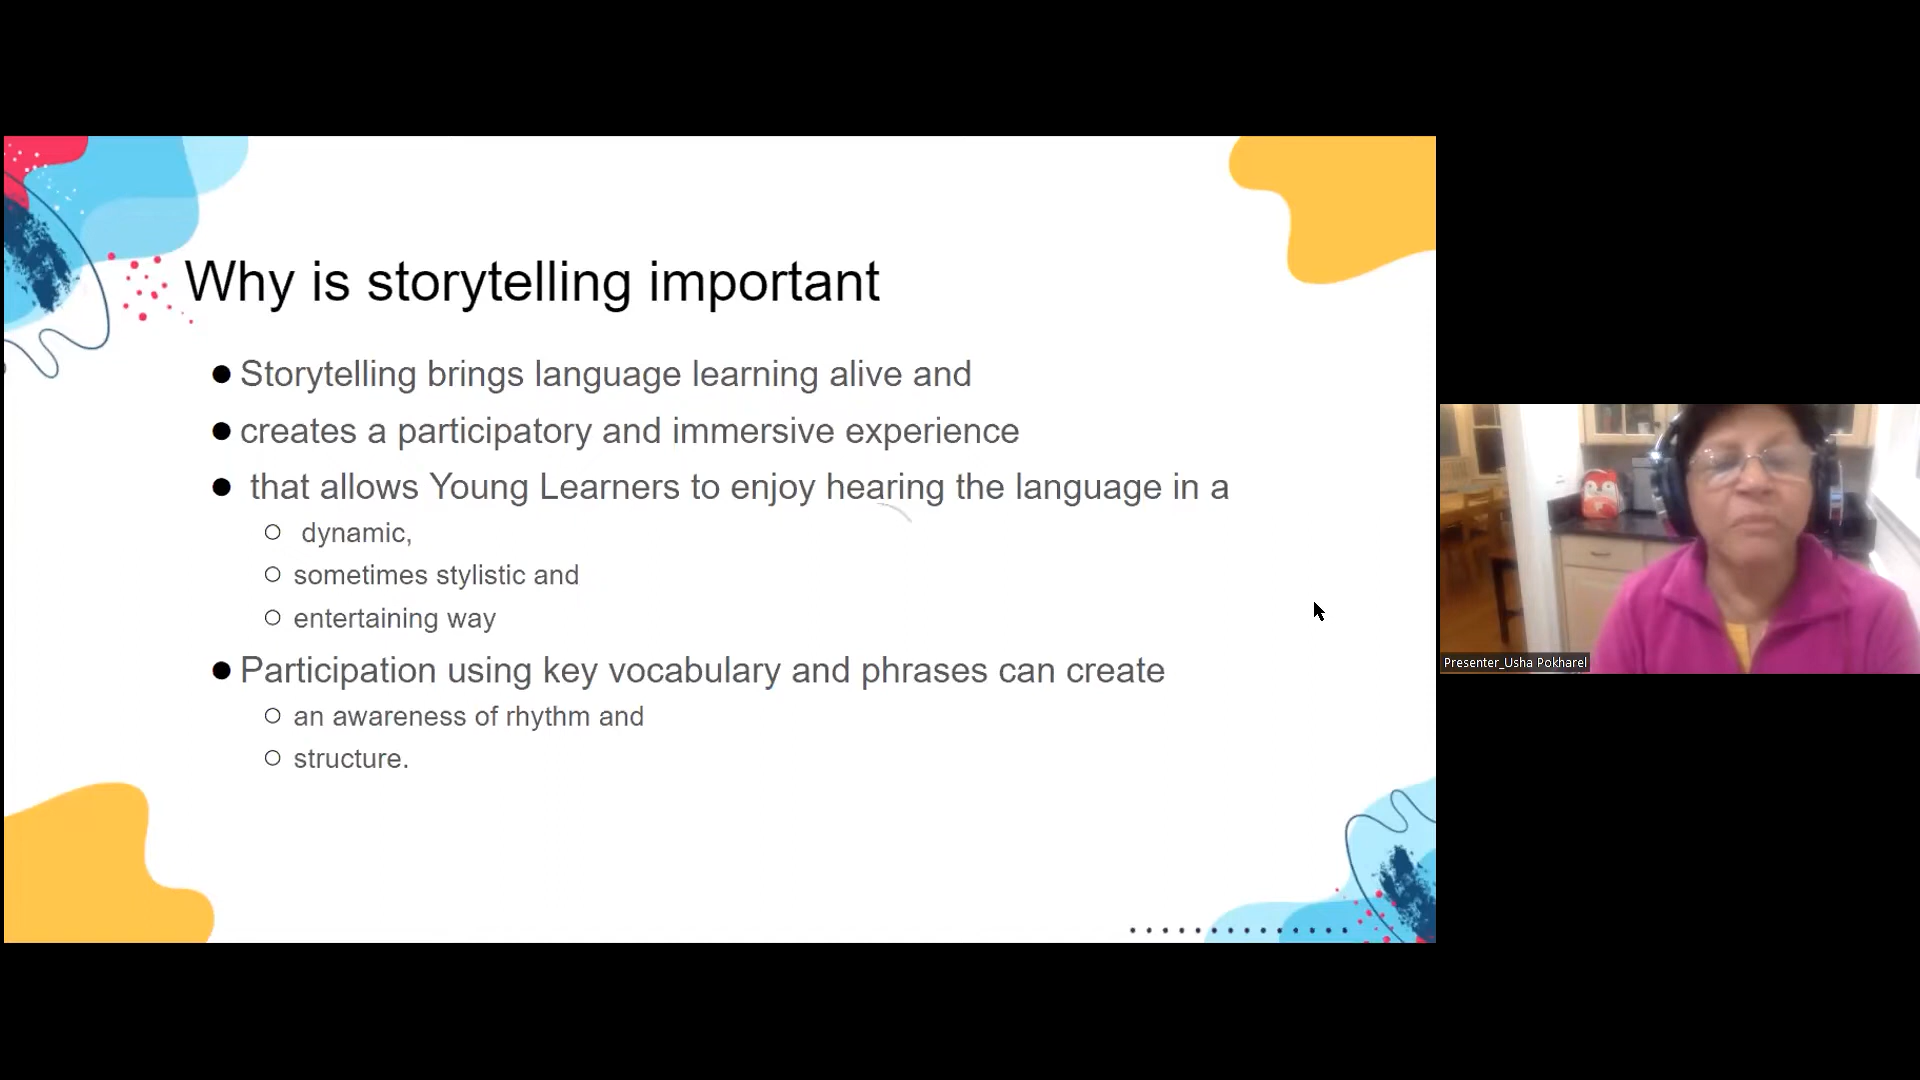 Why is storytelling important
● Storytelling brings language learning alive and
● creates a participatory and immersive experience
● that allows Young Learners to enjoy hearing the language in a
○ dynamic,
○ sometimes stylistic and
○ entertaining way
● Participation using key vocabulary and phrases can create
○ an awareness of rhythm and
○ structure.
Presenter_Usha Pokharel